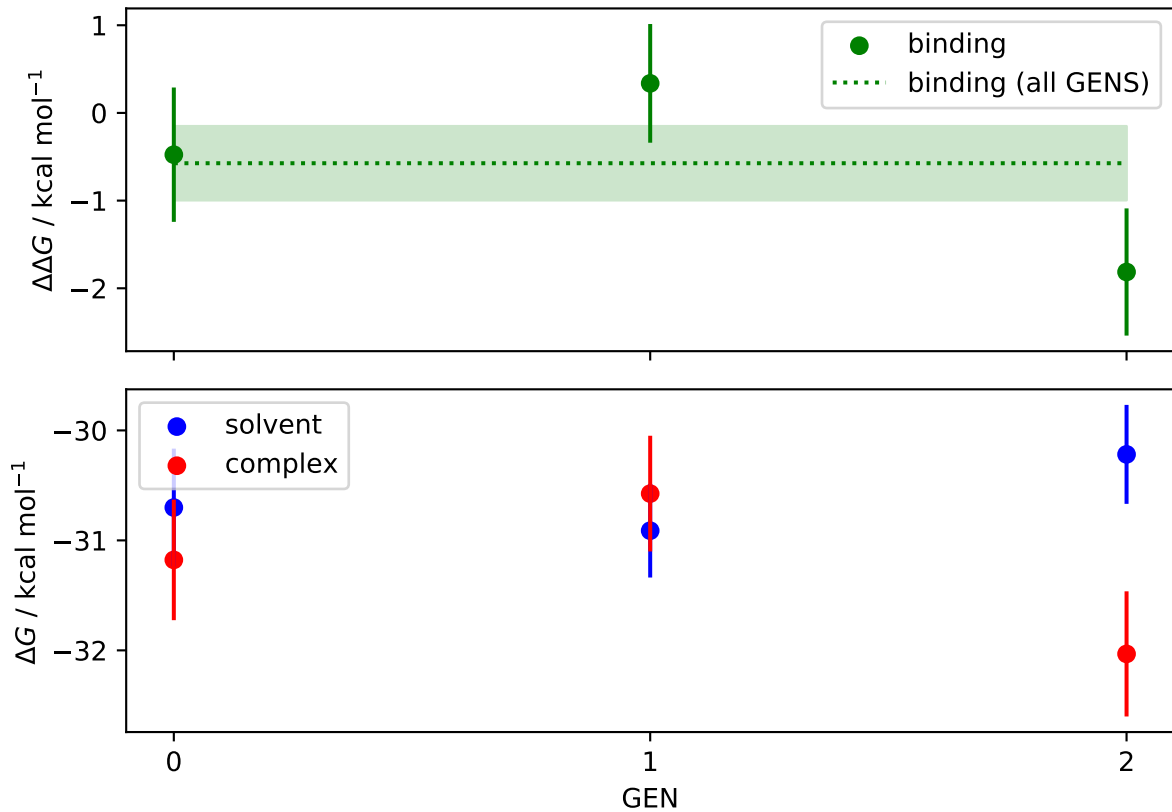 1
0
−1
−2
ΔΔG / kcal mol⁻¹
binding
binding (all GENS)
−30
−31
−32
ΔG / kcal mol⁻¹
solvent
complex
0 1 2
GEN